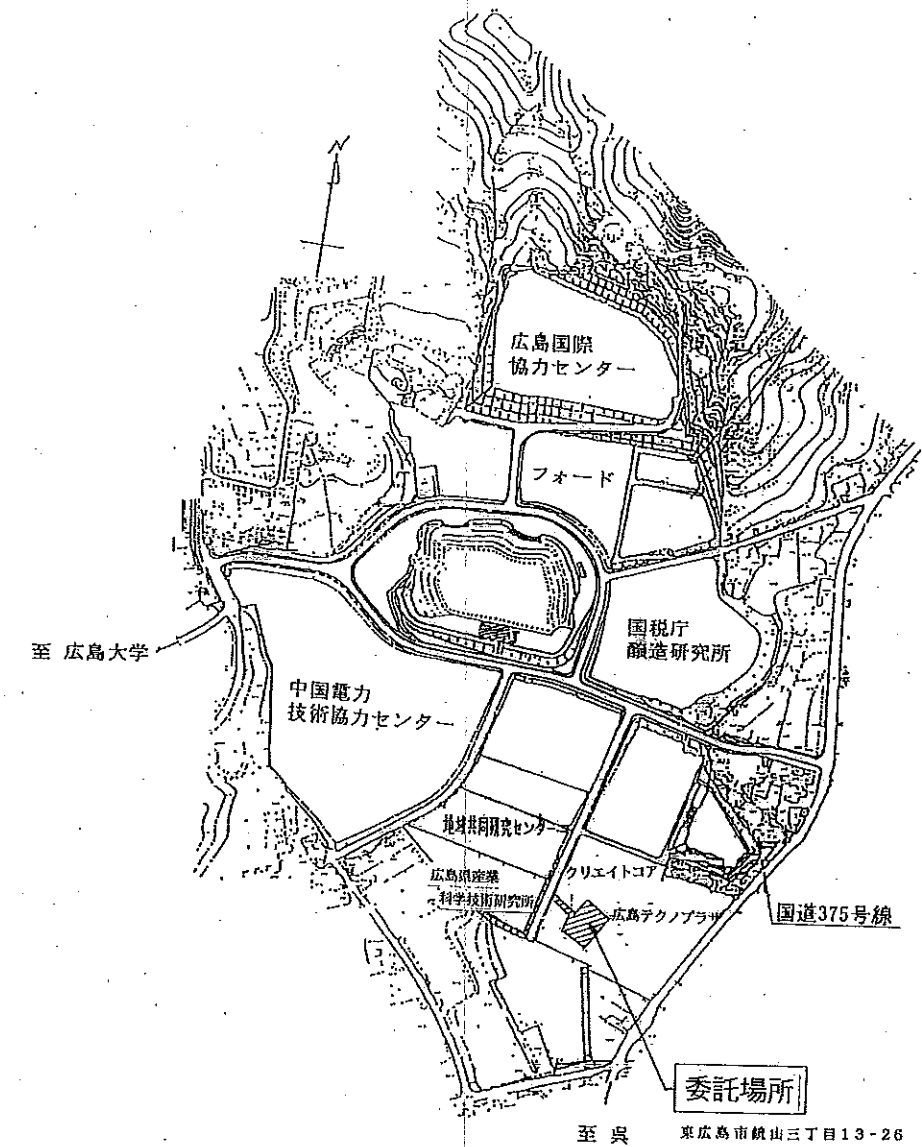 N
広島国際
協力センター
フォード
国税庁
醸造研究所
至 広島大学
中国電力
技術協力センター
地域共同研究センター
クリエイトコア
広島県産業
科学技術研究所
広島テクノプラザ
国道375号線
委託場所
至 呉
東広島市鏡山三丁目13-26